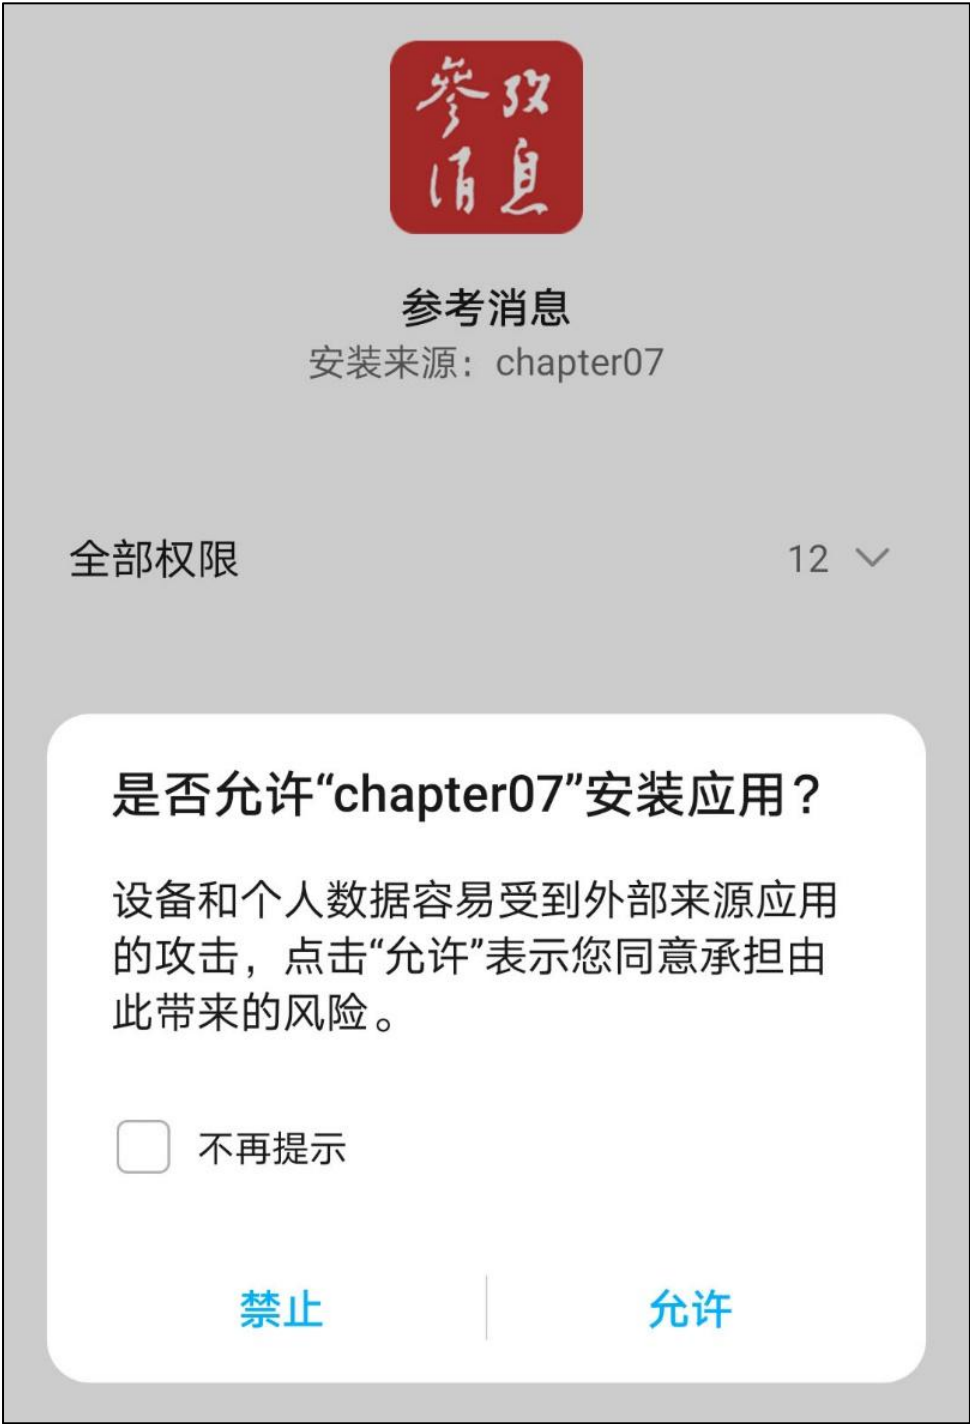 參攷
消息
参考消息
安装来源：chapter07
全部权限 12
是否允许“chapter07”安装应用？
设备和个人数据容易受到外部来源应用
的攻击，点击“允许”表示您同意承担由
此带来的风险。
不再提示
禁止 允许